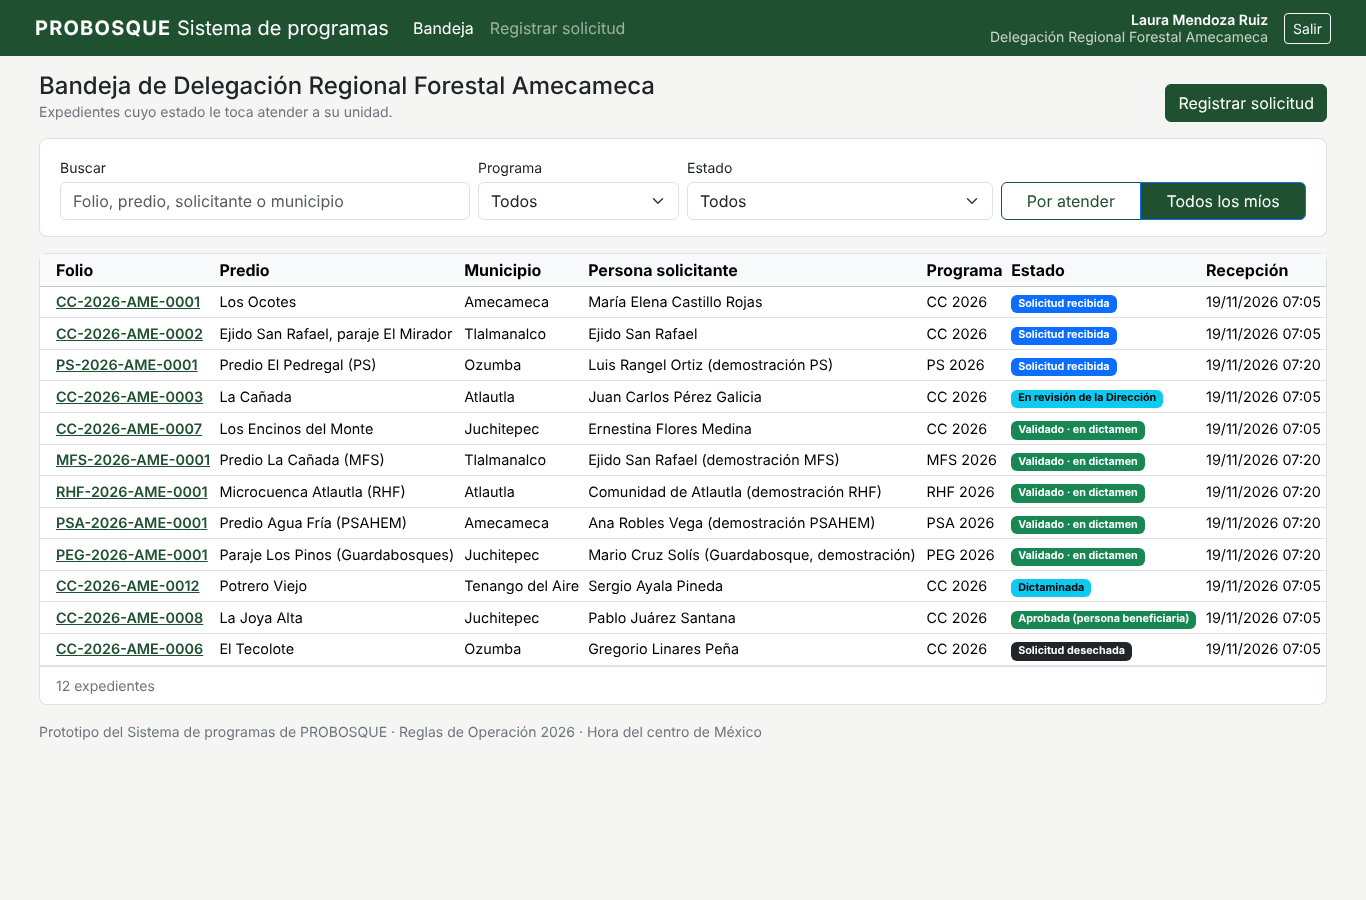 PROBOSQUE Sistema de programas Bandeja Registrar solicitud
Laura Mendoza Ruiz
Delegación Regional Forestal Amecameca
Salir
Bandeja de Delegación Regional Forestal Amecameca
Expedientes cuyo estado le toca atender a su unidad.
Registrar solicitud
Buscar Programa Estado
Folio, predio, solicitante o municipio Todos Todos Por atender Todos los míos
Folio Predio Municipio Persona solicitante Programa Estado Recepción
CC-2026-AME-0001 Los Ocotes Amecameca María Elena Castillo Rojas CC 2026 Solicitud recibida 19/11/2026 07:05
CC-2026-AME-0002 Ejido San Rafael, paraje El Mirador Tlalmanalco Ejido San Rafael CC 2026 Solicitud recibida 19/11/2026 07:05
PS-2026-AME-0001 Predio El Pedregal (PS) Ozumba Luis Rangel Ortiz (demostración PS) PS 2026 Solicitud recibida 19/11/2026 07:20
CC-2026-AME-0003 La Cañada Atlautla Juan Carlos Pérez Galicia CC 2026 En revisión de la Dirección 19/11/2026 07:05
CC-2026-AME-0007 Los Encinos del Monte Juchitepec Ernestina Flores Medina CC 2026 Validado · en dictamen 19/11/2026 07:05
MFS-2026-AME-0001 Predio La Cañada (MFS) Tlalmanalco Ejido San Rafael (demostración MFS) MFS 2026 Validado · en dictamen 19/11/2026 07:20
RHF-2026-AME-0001 Microcuenca Atlautla (RHF) Atlautla Comunidad de Atlautla (demostración RHF) RHF 2026 Validado · en dictamen 19/11/2026 07:20
PSA-2026-AME-0001 Predio Agua Fría (PSAHEM) Amecameca Ana Robles Vega (demostración PSAHEM) PSA 2026 Validado · en dictamen 19/11/2026 07:20
PEG-2026-AME-0001 Paraje Los Pinos (Guardabosques) Juchitepec Mario Cruz Solís (Guardabosque, demostración) PEG 2026 Validado · en dictamen 19/11/2026 07:20
CC-2026-AME-0012 Potrero Viejo Tenango del Aire Sergio Ayala Pineda CC 2026 Dictaminada 19/11/2026 07:05
CC-2026-AME-0008 La Joya Alta Juchitepec Pablo Juárez Santana CC 2026 Aprobada (persona beneficiaria) 19/11/2026 07:05
CC-2026-AME-0006 El Tecolote Ozumba Gregorio Linares Peña CC 2026 Solicitud desechada 19/11/2026 07:05
12 expedientes
Prototipo del Sistema de programas de PROBOSQUE · Reglas de Operación 2026 · Hora del centro de México